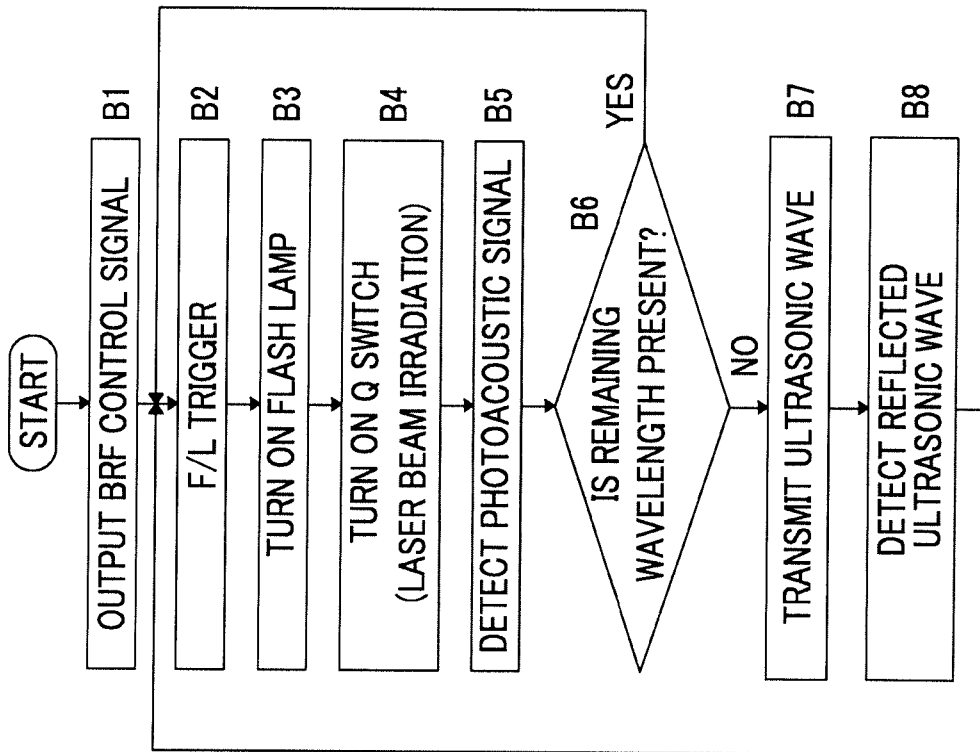 START
OUTPUT BRF CONTROL SIGNAL
B1
F/L TRIGGER
B2
TURN ON FLASH LAMP
B3
TURN ON Q SWITCH
(LASER BEAM IRRADIATION)
B4
DETECT PHOTOACOUSTIC SIGNAL
B5
IS REMAINING
WAVELENGTH PRESENT?
B6
YES
NO
TRANSMIT ULTRASONIC WAVE
B7
DETECT REFLECTED
ULTRASONIC WAVE
B8